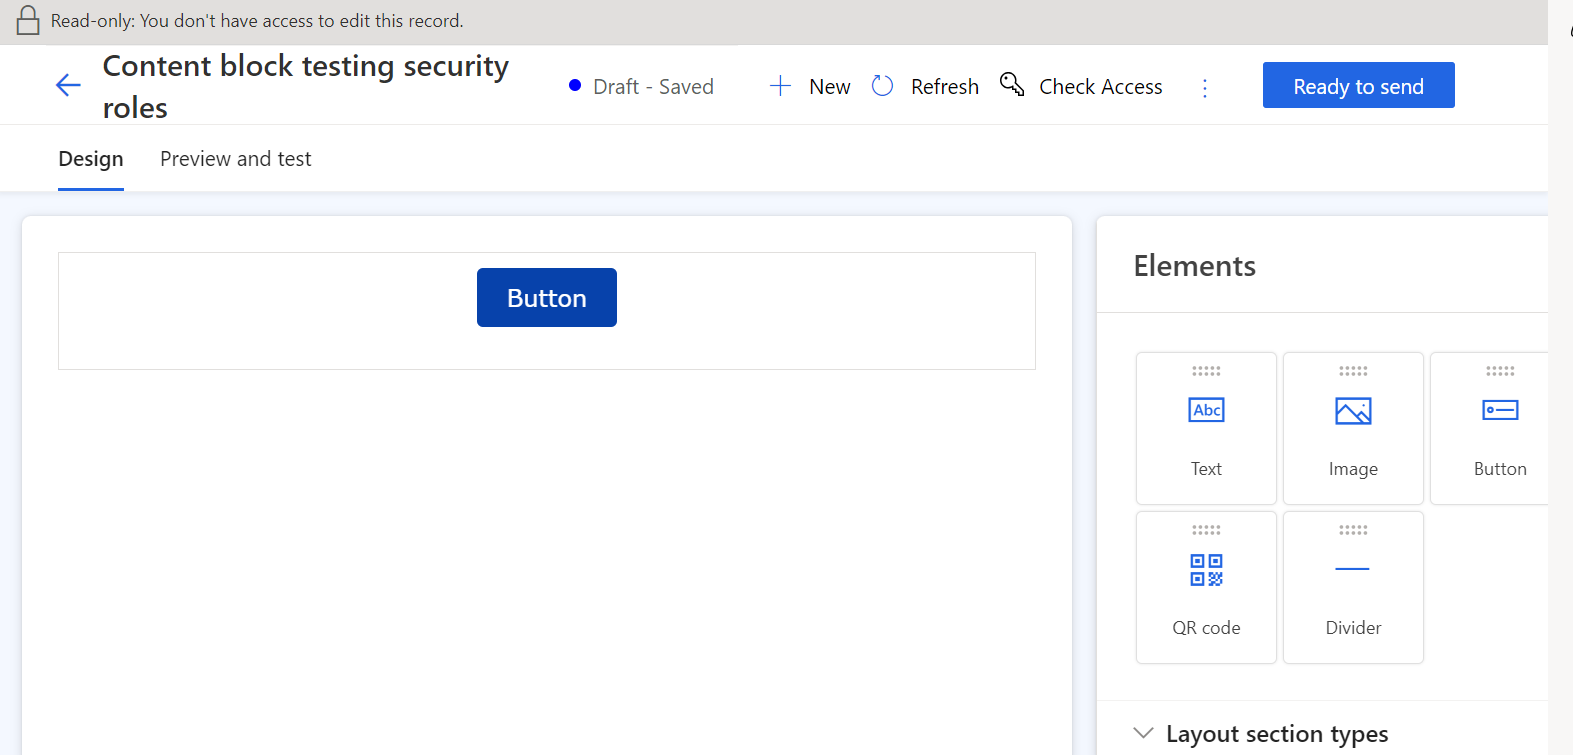 Read-only: You don't have access to edit this record.
Content block testing security
roles
Draft - Saved
New
Refresh
Check Access
Ready to send
Design
Preview and test
Button
Elements
Abc
Text
Image
Button
QR code
Divider
Layout section types